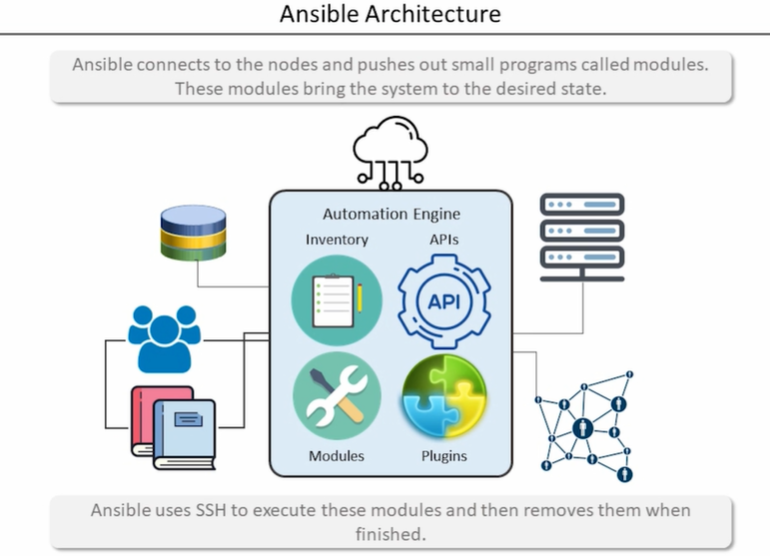 Ansible Architecture
Ansible connects to the nodes and pushes out small programs called modules.
These modules bring the system to the desired state.
Automation Engine
Inventory APIs
API
Modules Plugins
Ansible uses SSH to execute these modules and then removes them when
finished.